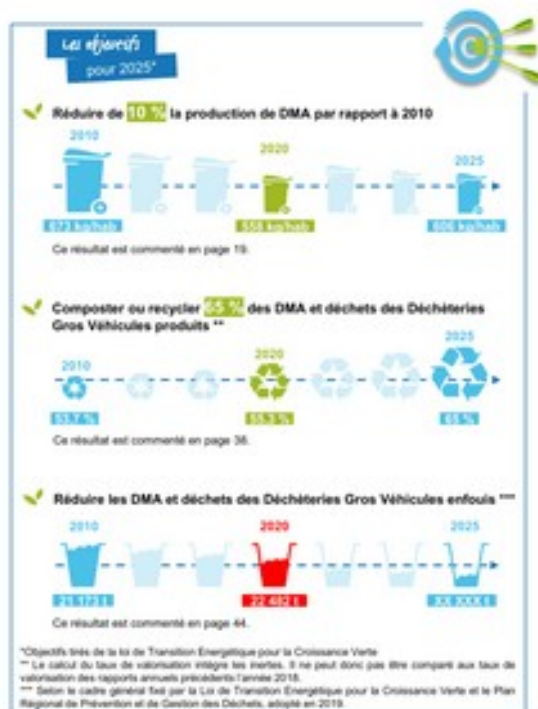 Les objectifs
pour 2025*
Réduire de 10 % la production de DMA par rapport à 2010
2010
2020
2025
673 kg/hab
558 kg/hab
606 kg/hab
Ce résultat est commenté en page 19.
Composter ou recycler 65 % des DMA et déchets des Déchèteries
Gros Véhicules produits **
2010
2020
2025
53.7 %
55.3 %
65 %
Ce résultat est commenté en page 38.
Réduire les DMA et déchets des Déchèteries Gros Véhicules enfouis ***
2010
2020
2025
21 173 t
22 482 t
XX XXX t
Ce résultat est commenté en page 44.
*Objectifs tirés de la loi de Transition Energétique pour la Croissance Verte
** Le calcul du taux de valorisation intègre les inertes. Il ne peut donc pas être comparé aux taux de
valorisation des rapports annuels précédents l'année 2018.
*** Selon le cadre général fixé par la Loi de Transition Energétique pour la Croissance Verte et le Plan
Régional de Prévention et de Gestion des Déchets, adopté en 2019.